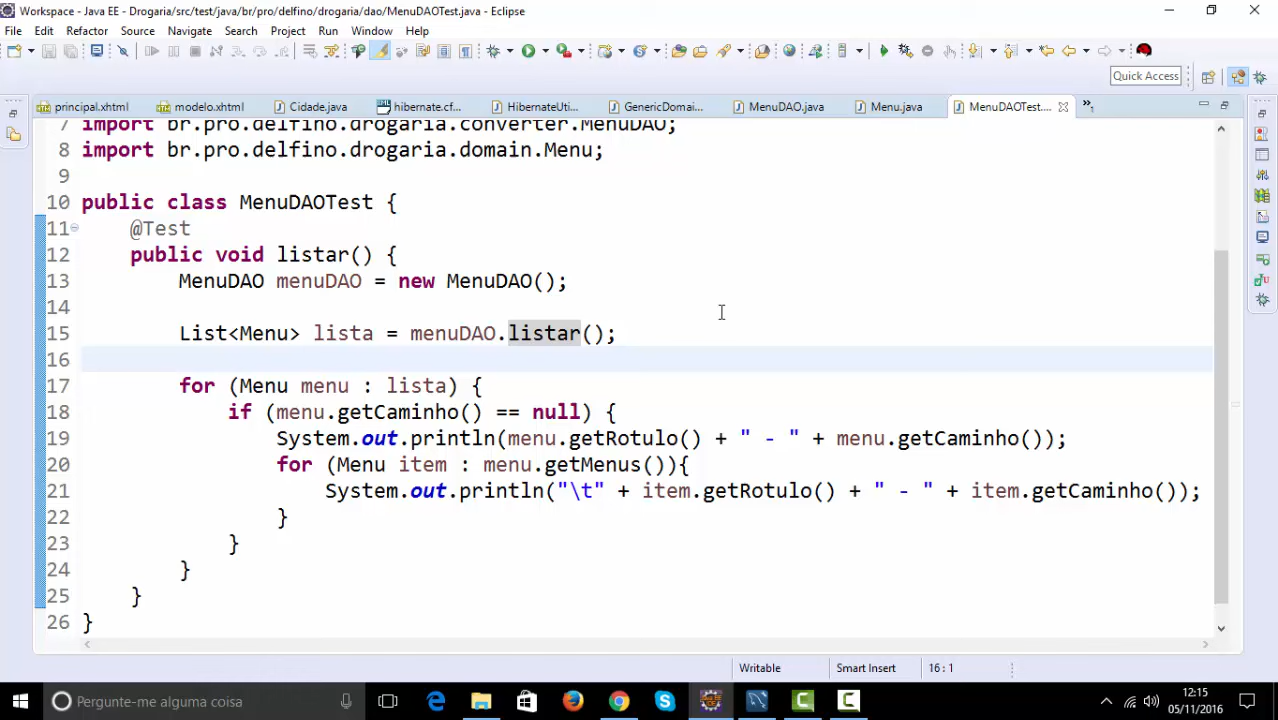 Workspace - Java EE - Drogaria/src/test/java/br/pro/delfino/drogaria/dao/MenuDAOTest.java - Eclipse
File Edit Refactor Source Navigate Search Project Run Window Help
Quick Access
principal.xhtml modelo.xhtml Cidade.java hibernate.cf... HibernateUti... GenericDomai... MenuDAO.java Menu.java MenuDAOTest.... »1
7 import br.pro.delfino.drogaria.converter.MenuDAO;
8 import br.pro.delfino.drogaria.domain.Menu;
9
10 public class MenuDAOTest {
11 @Test
12 public void listar() {
13 MenuDAO menuDAO = new MenuDAO();
14
15 List<Menu> lista = menuDAO.listar();
16
17 for (Menu menu : lista) {
18 if (menu.getCaminho() == null) {
19 System.out.println(menu.getRotulo() + " - " + menu.getCaminho());
20 for (Menu item : menu.getMenus()){
21 System.out.println("\t" + item.getRotulo() + " - " + item.getCaminho());
22 }
23 }
24 }
25 }
26 }
Writable Smart Insert 16 : 1
Pergunte-me alguma coisa
12:15
05/11/2016